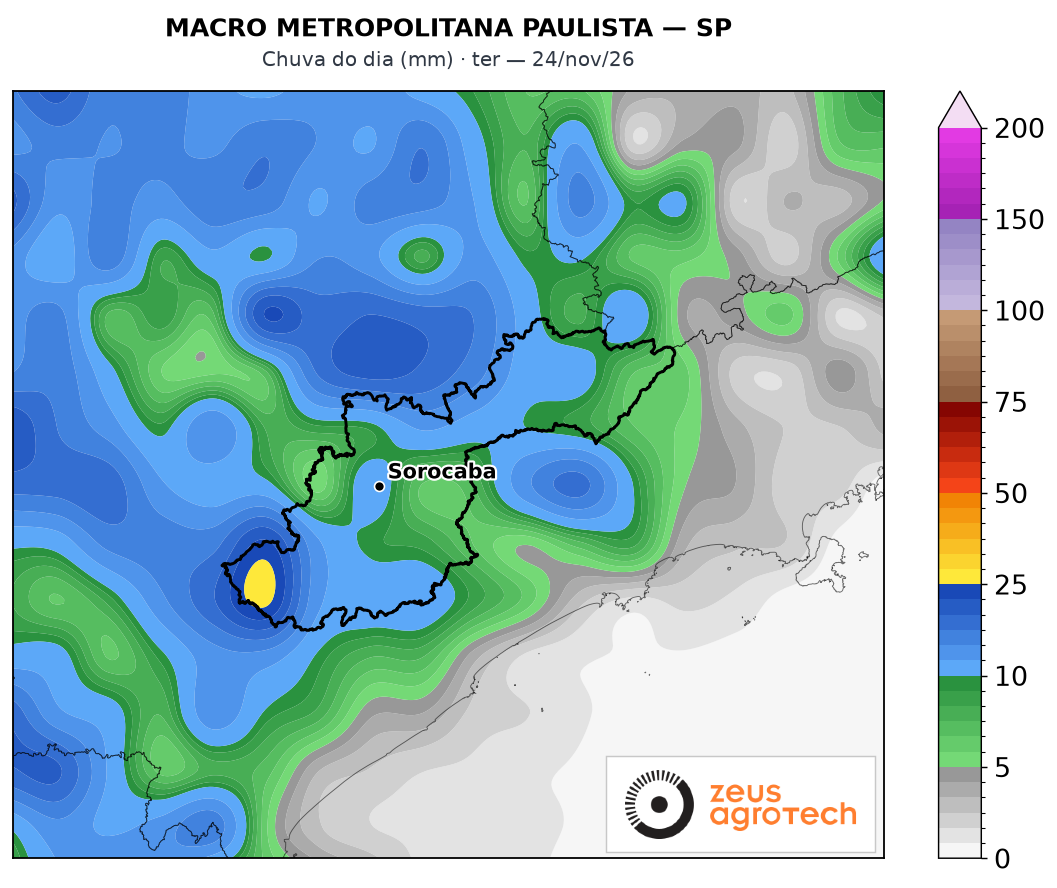 MACRO METROPOLITANA PAULISTA — SP
Chuva do dia (mm) · ter — 24/nov/26
200
150
100
75
50
25
10
5
0
Sorocaba
zeus
agrotech